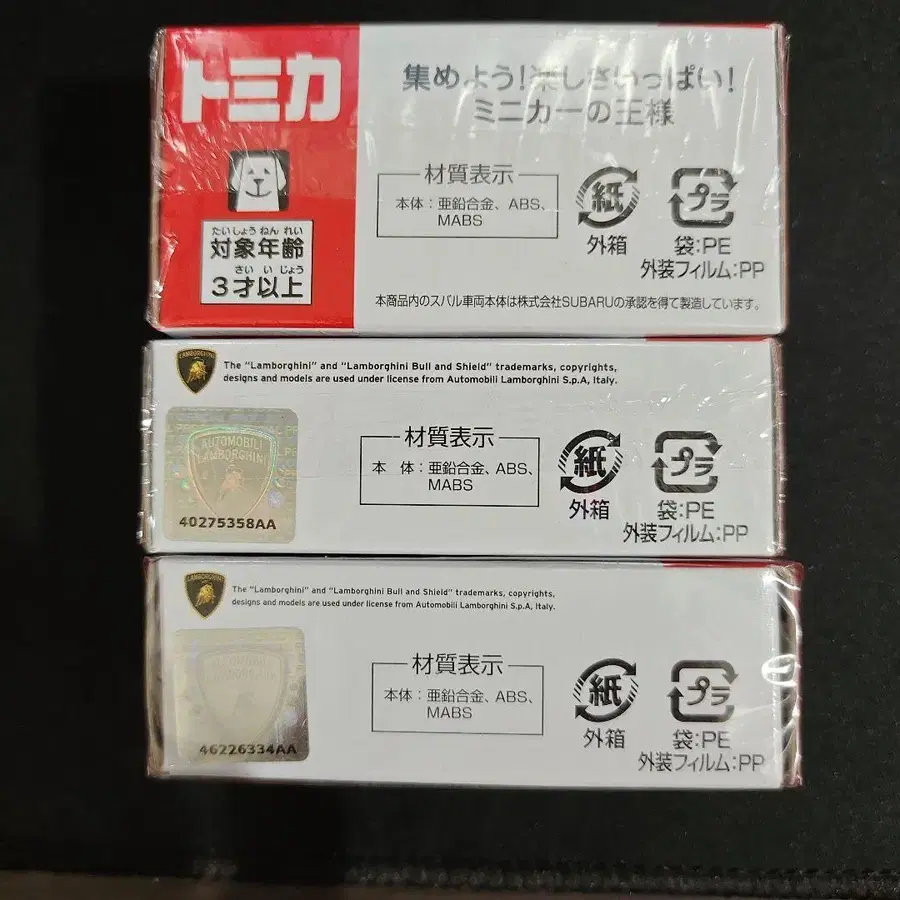 トミカ
集めよう!楽しさいっぱい!
ミニカーの王様
たいしょう ねん れい
対象年齢
さい い じょう
3才以上
材質表示
本体:亜鉛合金、ABS、
MABS
紙
外箱
プラ
袋:PE
外装フィルム:PP
本商品内のスバル車両本体は株式会社SUBARUの承認を得て製造しています。
LAMBORGHINI
The "Lamborghini" and "Lamborghini Bull and Shield" trademarks, copyrights,
designs and models are used under license from Automobili Lamborghini S.p.A, Italy.
AUTOMOBILI
LAMBORGHINI
40275358AA
材質表示
本 体:亜鉛合金、ABS、
MABS
紙
外箱
プラ
袋:PE
外装フィルム:PP
LAMBORGHINI
The "Lamborghini" and "Lamborghini Bull and Shield" trademarks, copyrights,
designs and models are used under license from Automobili Lamborghini S.p.A, Italy.
AUTOMOBILI
LAMBORGHINI
46226334AA
材質表示
本体:亜鉛合金、ABS、
MABS
紙
外箱
プラ
袋:PE
外装フィルム:PP